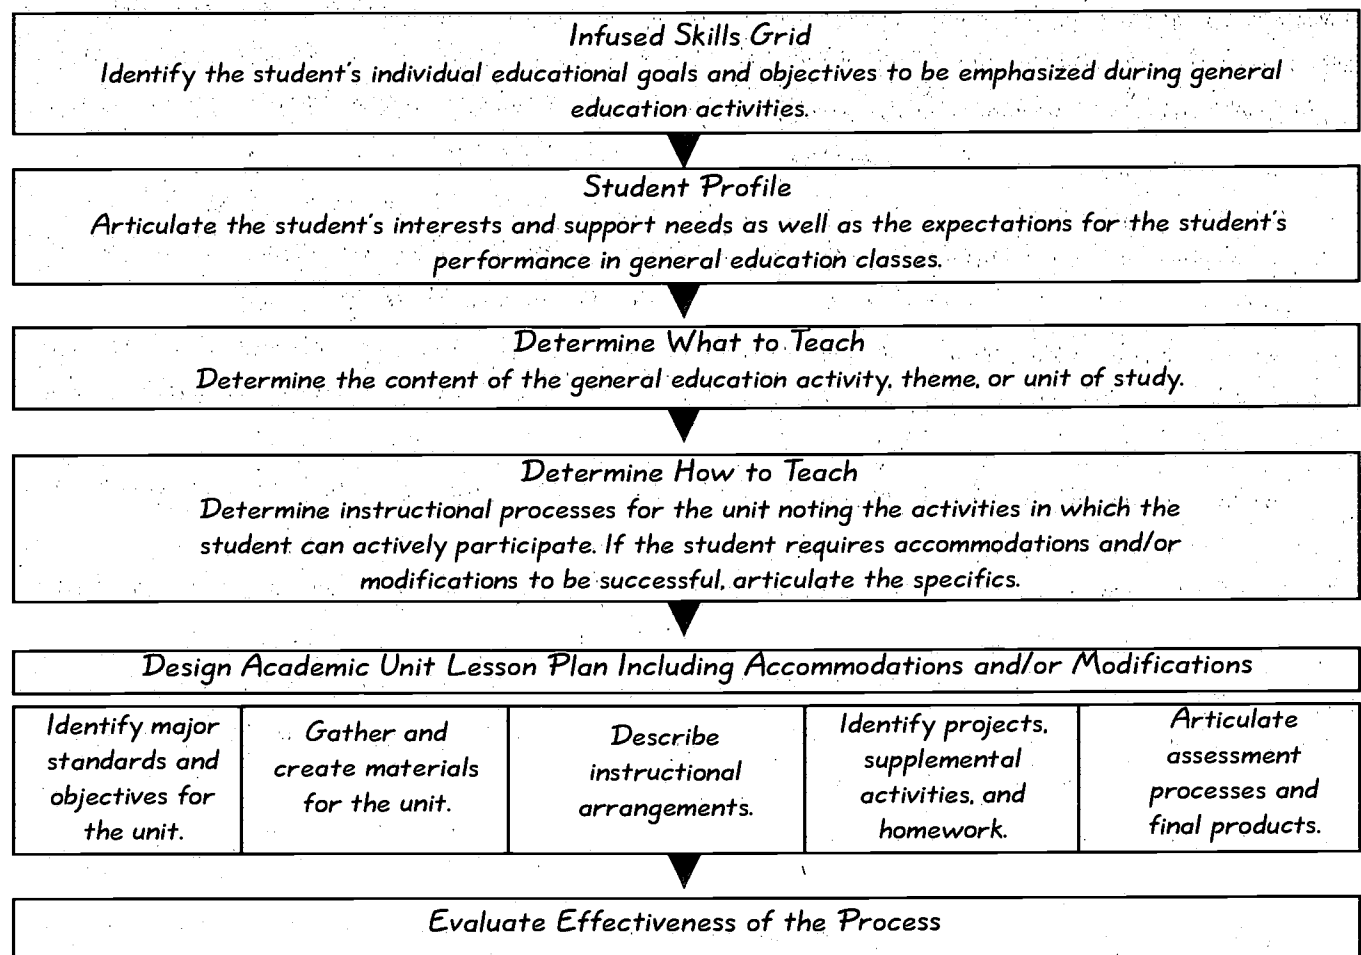 Infused Skills Grid
Identify the student's individual educational goals and objectives to be emphasized during general
education activities.
Student Profile
Articulate the student's interests and support needs as well as the expectations for the student's
performance in general education classes.
Determine What to Teach
Determine the content of the general education activity, theme, or unit of study.
Determine How to Teach
Determine instructional processes for the unit noting the activities in which the
student can actively participate. If the student requires accommodations and/or
modifications to be successful, articulate the specifics.
Design Academic Unit Lesson Plan Including Accommodations and/or Modifications
Identify major
standards and
objectives for
the unit.
Gather and
create materials
for the unit.
Describe
instructional
arrangements.
Identify projects,
supplemental
activities, and
homework.
Articulate
assessment
processes and
final products.
Evaluate Effectiveness of the Process